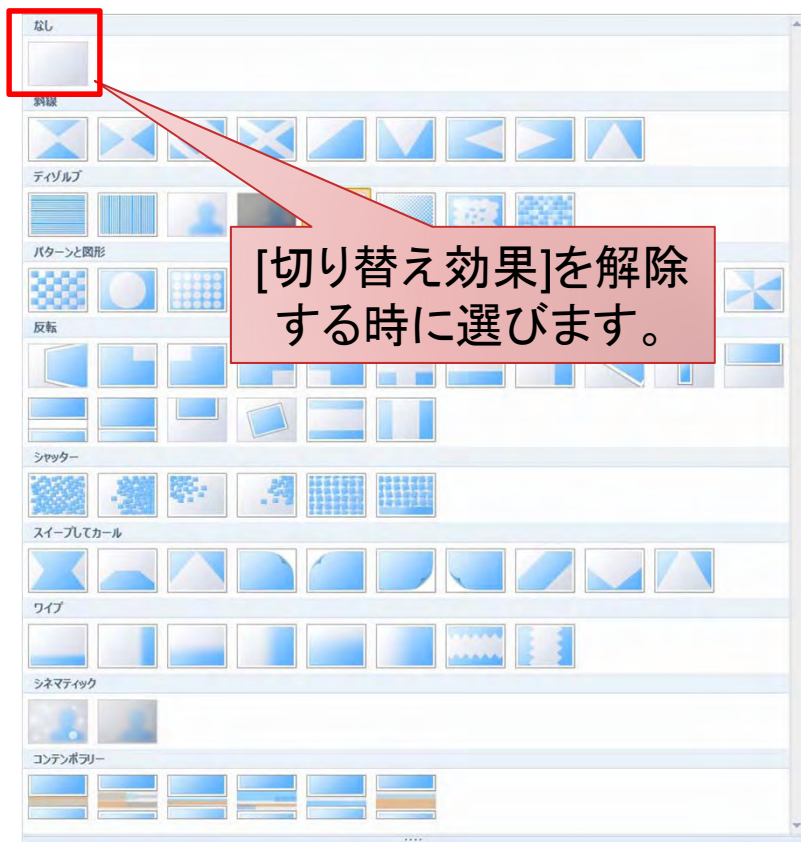 なし
斜線
ディゾルブ
パターンと図形
[切り替え効果]を解除
する時に選びます。
反転
シャッター
スイープしてカール
ワイプ
シネマティック
コンテンポラリー